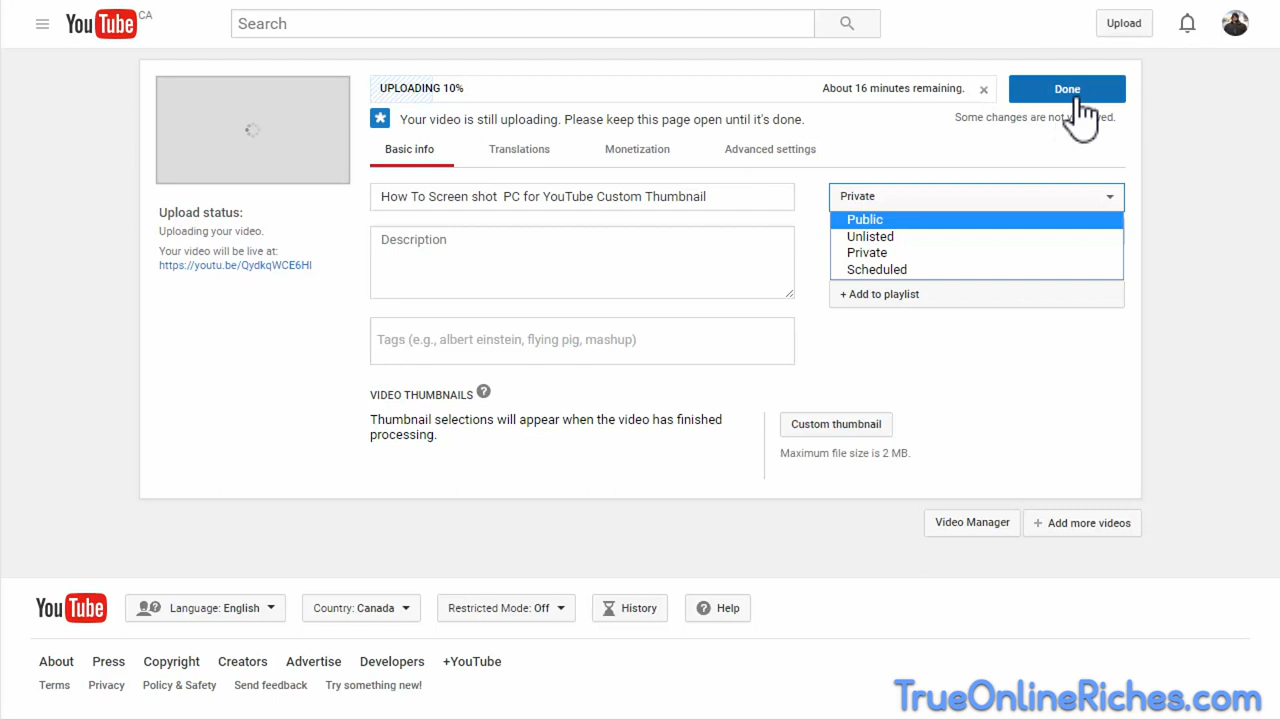 YouTube CA
Search
Upload
UPLOADING 10%
About 16 minutes remaining.
Done
Your video is still uploading. Please keep this page open until it's done.
Some changes are not
Basic info
Translations
Monetization
Advanced settings
How To Screen shot  PC for YouTube Custom Thumbnail
Private
Public
Unlisted
Private
Scheduled
+ Add to playlist
Description
Upload status:
Uploading your video.
Your video will be live at:
https://youtu.be/QydkqWCE6HI
Tags (e.g., albert einstein, flying pig, mashup)
VIDEO THUMBNAILS ?
Thumbnail selections will appear when the video has finished
processing.
Custom thumbnail
Maximum file size is 2 MB.
Video Manager
+ Add more videos
YouTube
Language: English
Country: Canada
Restricted Mode: Off
History
Help
About
Press
Copyright
Creators
Advertise
Developers
+YouTube
Terms
Privacy
Policy & Safety
Send feedback
Try something new!
TrueOnlineRiches.com